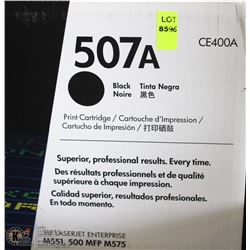 LOT
8596
507A
CE400A
Black Tinta Negra
Noire 黑色
Print Cartridge / Cartouche d'Impression /
Cartucho de Impresión / 打印硒鼓
Superior, professional results. Every time.
Des résultats professionnels et de qualité
supérieure à chaque impression.
Calidad superior, resultados profesionales.
En todo momento.
LASERJET ENTERPRISE
M551, 500 MFP M575